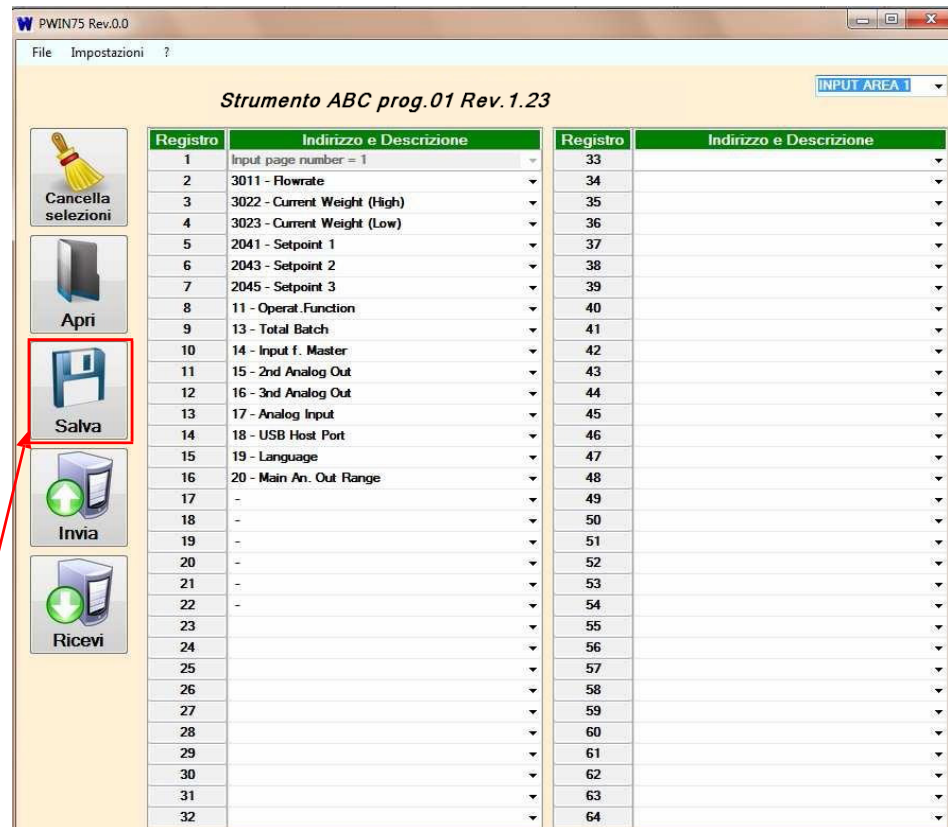 PWIN75 Rev.0.0
File Impostazioni ?
INPUT AREA 1
Strumento ABC prog.01 Rev.1.23
Cancella
selezioni
Apri
Salva
Invia
Ricevi
Registro Indirizzo e Descrizione
1 Input page number = 1
2 3011 - Flowrate
3 3022 - Current Weight (High)
4 3023 - Current Weight (Low)
5 2041 - Setpoint 1
6 2043 - Setpoint 2
7 2045 - Setpoint 3
8 11 - Operat.Function
9 13 - Total Batch
10 14 - Input f. Master
11 15 - 2nd Analog Out
12 16 - 3nd Analog Out
13 17 - Analog Input
14 18 - USB Host Port
15 19 - Language
16 20 - Main An. Out Range
17 -
18 -
19 -
20 -
21 -
22 -
23
24
25
26
27
28
29
30
31
32
Registro Indirizzo e Descrizione
33
34
35
36
37
38
39
40
41
42
43
44
45
46
47
48
49
50
51
52
53
54
55
56
57
58
59
60
61
62
63
64